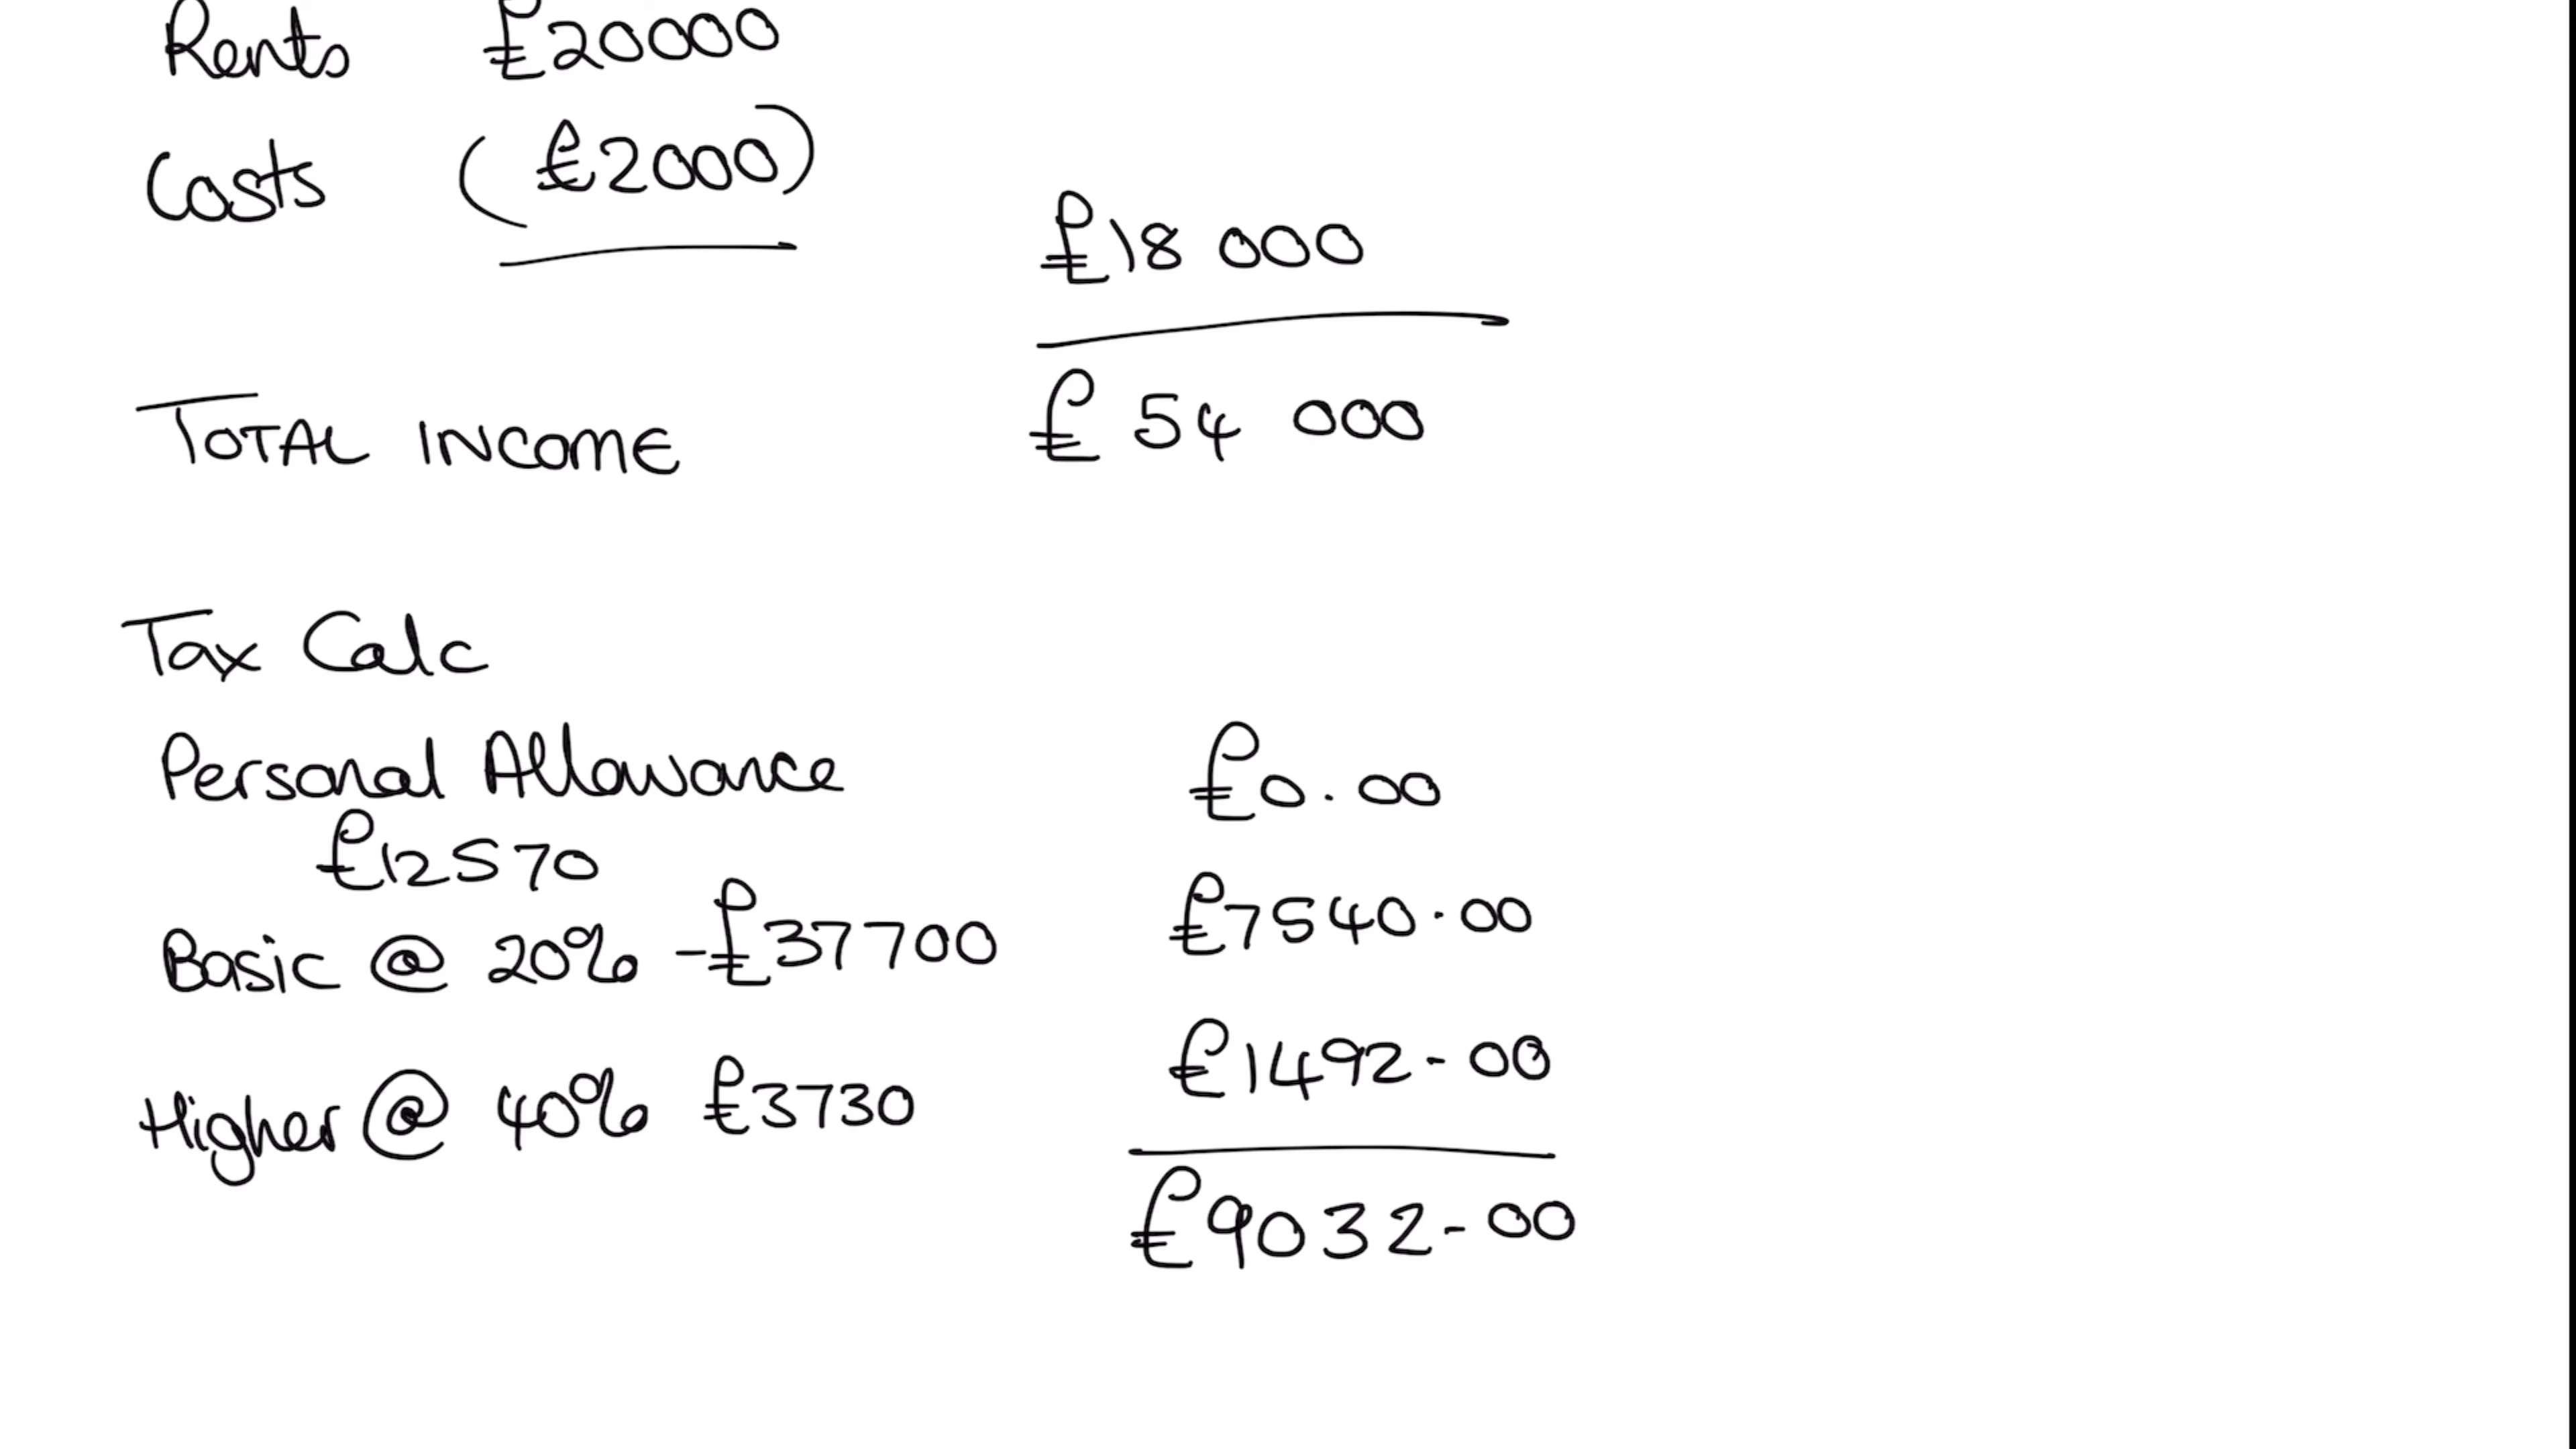 Rents £20000
Costs (£2000)
£18 000
TOTAL INCOME £ 54 000
Tax Calc
Personal Allowance £0.00
£12570
Basic @ 20% - £37700 £7540.00
Higher @ 40% £3730 £1492-00
£9032-00